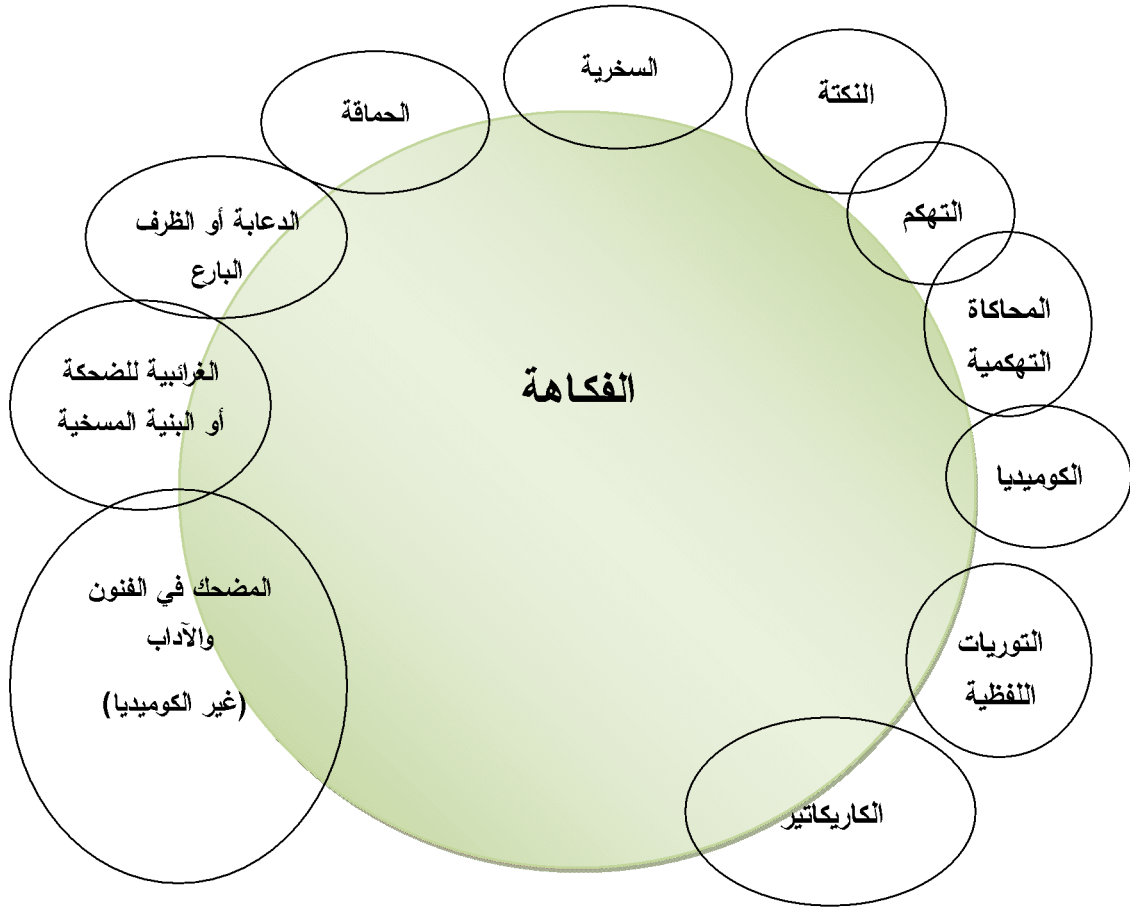 السخرية
النكتة
الحماقة
التهكم
الدعابة أو الظرف
البارع
المحاكاة
التهكمية
الغرائبية للضحكة
أو البنية المسخية
الفكاهة
الكوميديا
المضحك في الفنون
والآداب
(غير الكوميديا)
التوريات
اللفظية
الكاريكاتير